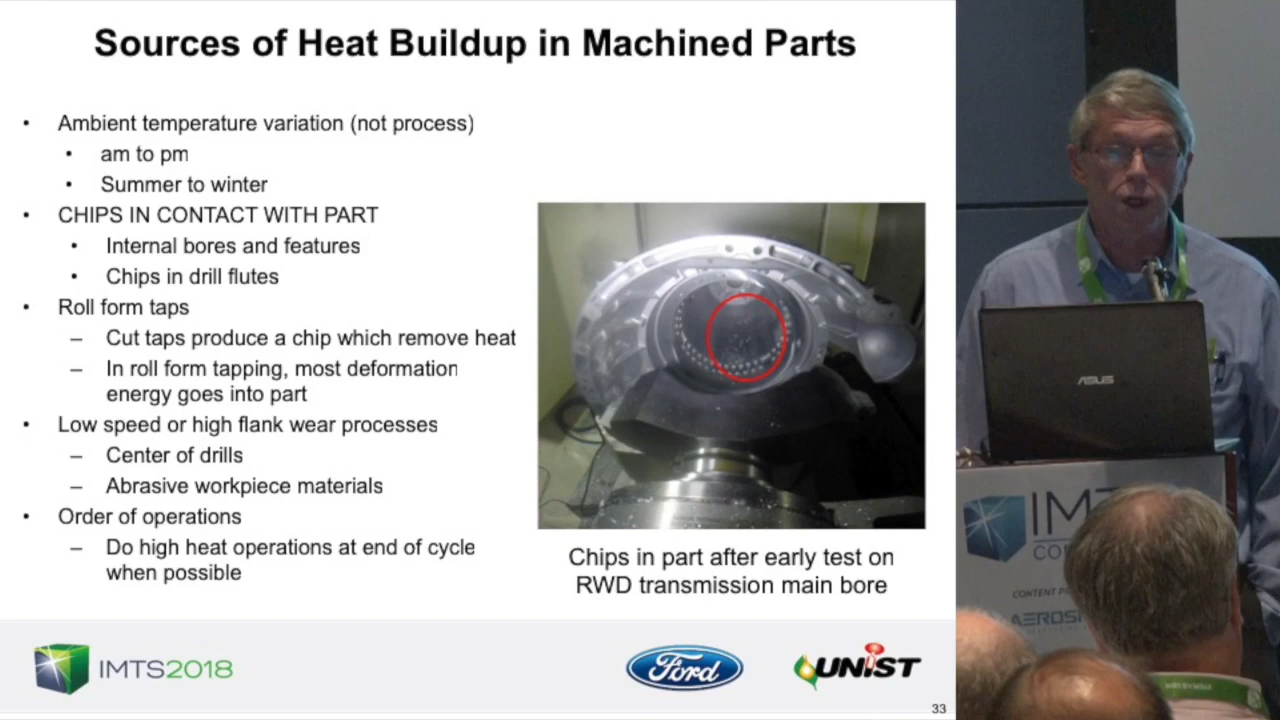 Sources of Heat Buildup in Machined Parts
• Ambient temperature variation (not process)
• am to pm
• Summer to winter
• CHIPS IN CONTACT WITH PART
• Internal bores and features
• Chips in drill flutes
• Roll form taps
– Cut taps produce a chip which remove heat
– In roll form tapping, most deformation
energy goes into part
• Low speed or high flank wear processes
– Center of drills
– Abrasive workpiece materials
• Order of operations
– Do high heat operations at end of cycle
when possible
Chips in part after early test on
RWD transmission main bore
IMTS2018
Ford
UNIST
33
ASUS
IMT
CO
CONTENT P
AEROS